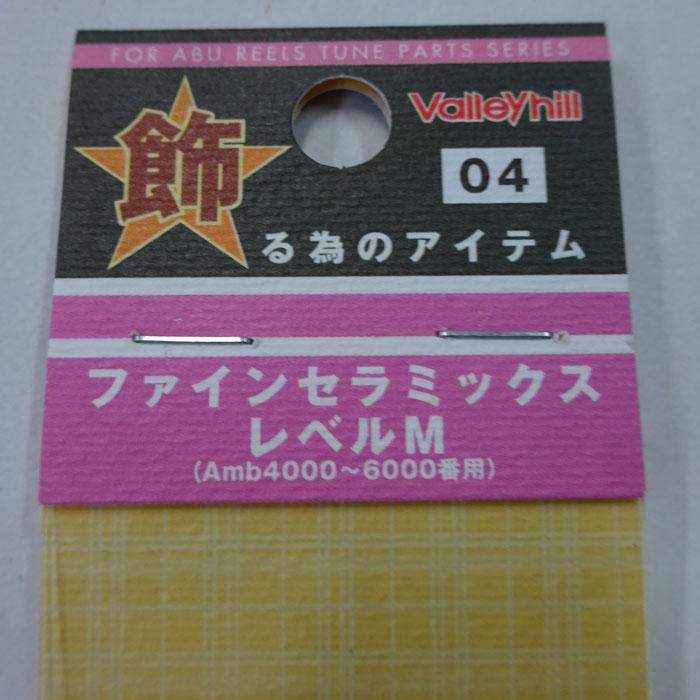 FOR ABU REELS TUNE PARTS SERIES
Valleyhill
04
飾る為のアイテム
ファインセラミックス
レベルM
(Amb4000～6000番用)